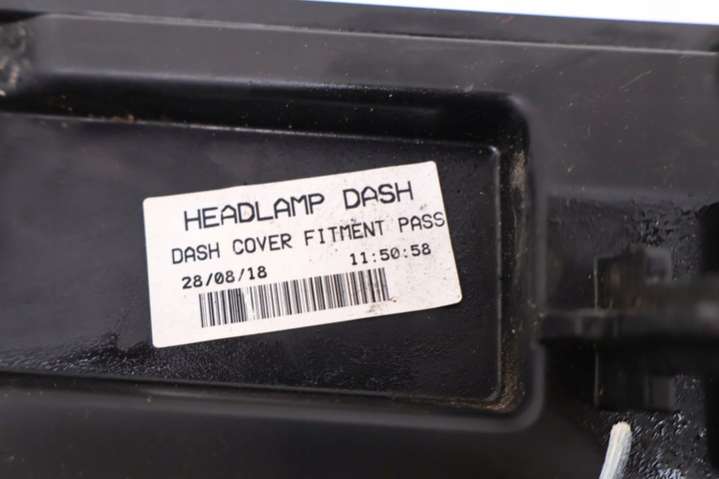 HEADLAMP DASH
DASH COVER FITMENT PASS
28/08/18 11:50:58